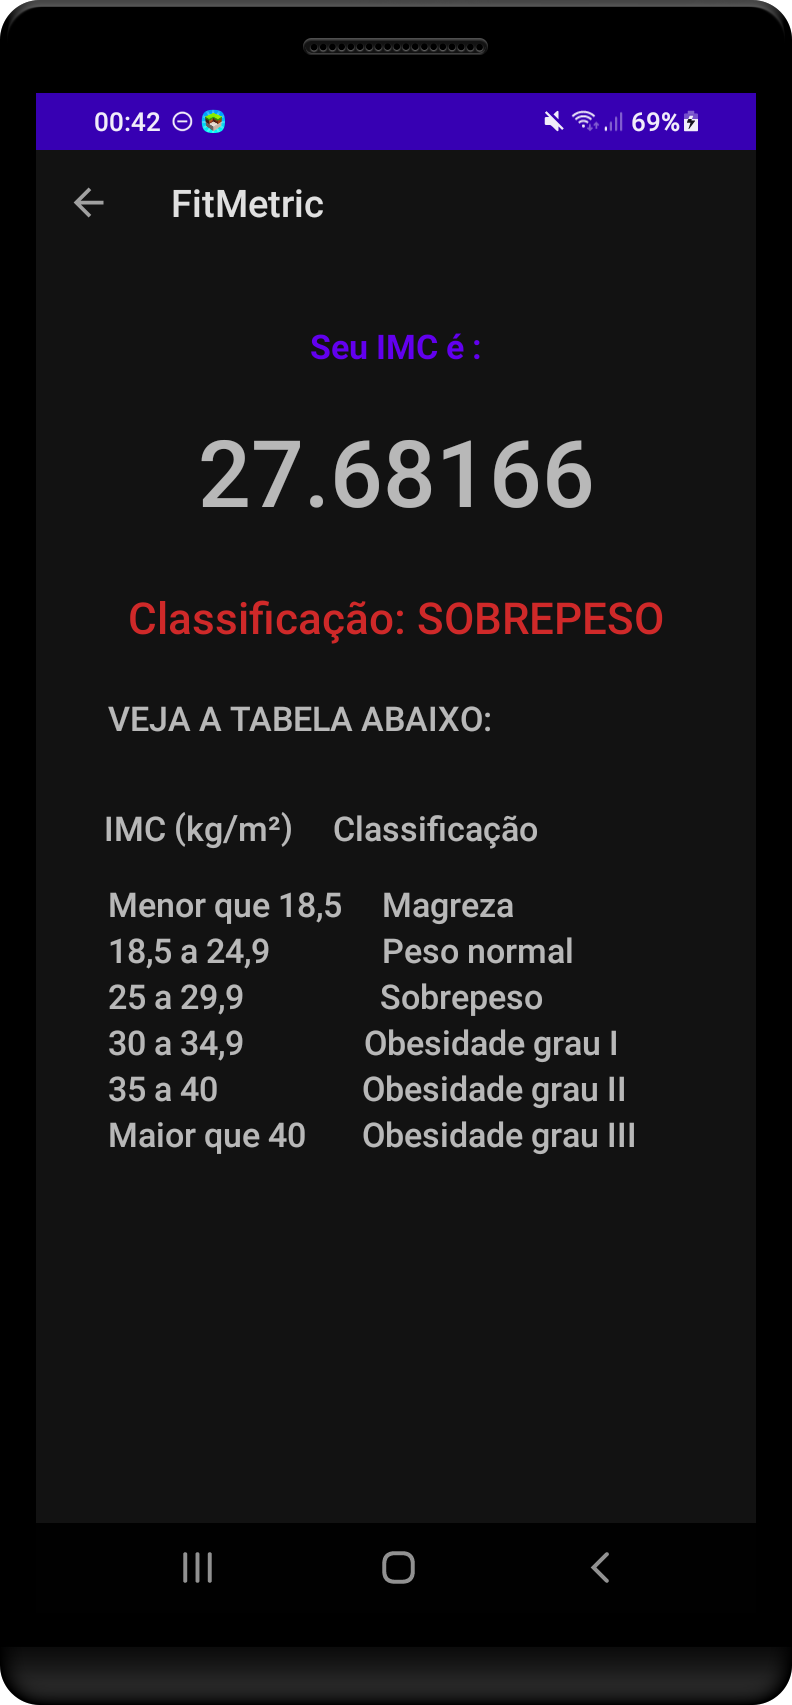 00:42 69%
FitMetric
Seu IMC é :
27.68166
Classificação: SOBREPESO
VEJA A TABELA ABAIXO:
IMC (kg/m²) Classificação
Menor que 18,5 Magreza
18,5 a 24,9 Peso normal
25 a 29,9 Sobrepeso
30 a 34,9 Obesidade grau I
35 a 40 Obesidade grau II
Maior que 40 Obesidade grau III